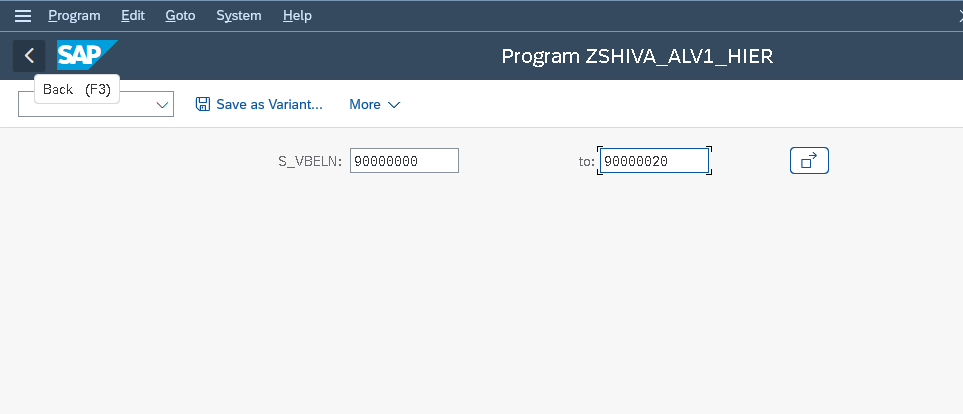 Program Edit Goto System Help
SAP Program ZSHIVA_ALV1_HIER
Back (F3)
Save as Variant... More
S_VBELN: 90000000 to: 90000020